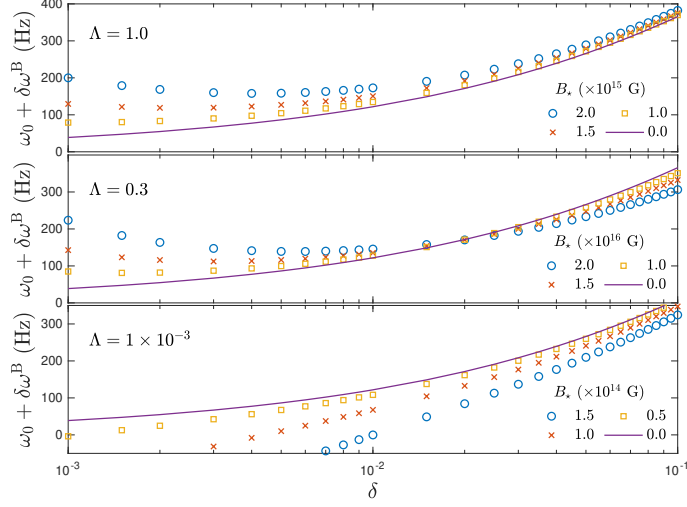 400
300
200
100
0
ω₀ + δωᴮ (Hz)
Λ = 1.0
B⋆ (×10¹⁵ G)
2.0 1.0
1.5 0.0
300
200
100
0
ω₀ + δωᴮ (Hz)
Λ = 0.3
B⋆ (×10¹⁶ G)
2.0 1.0
1.5 0.0
300
200
100
0
ω₀ + δωᴮ (Hz)
Λ = 1 × 10⁻³
B⋆ (×10¹⁴ G)
1.5 0.5
1.0 0.0
10⁻³ 10⁻² 10⁻¹
δ